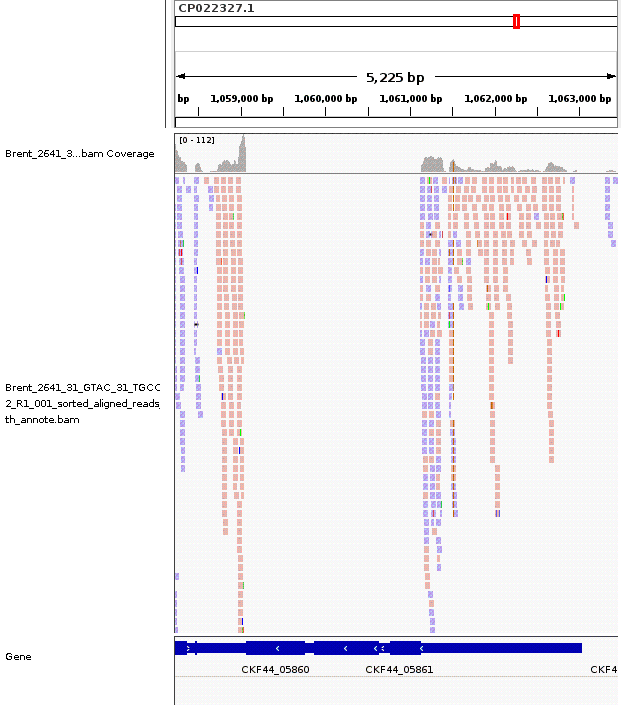 CP022327.1
5,225 bp
bp 1,059,000 bp 1,060,000 bp 1,061,000 bp 1,062,000 bp 1,063,000 bp
[0 - 112]
Brent_2641_3...bam Coverage
Brent_2641_31_GTAC_31_TGCC
2_R1_001_sorted_aligned_reads_
th_annote.bam
Gene
CKF44_05860 CKF44_05861 CKF4